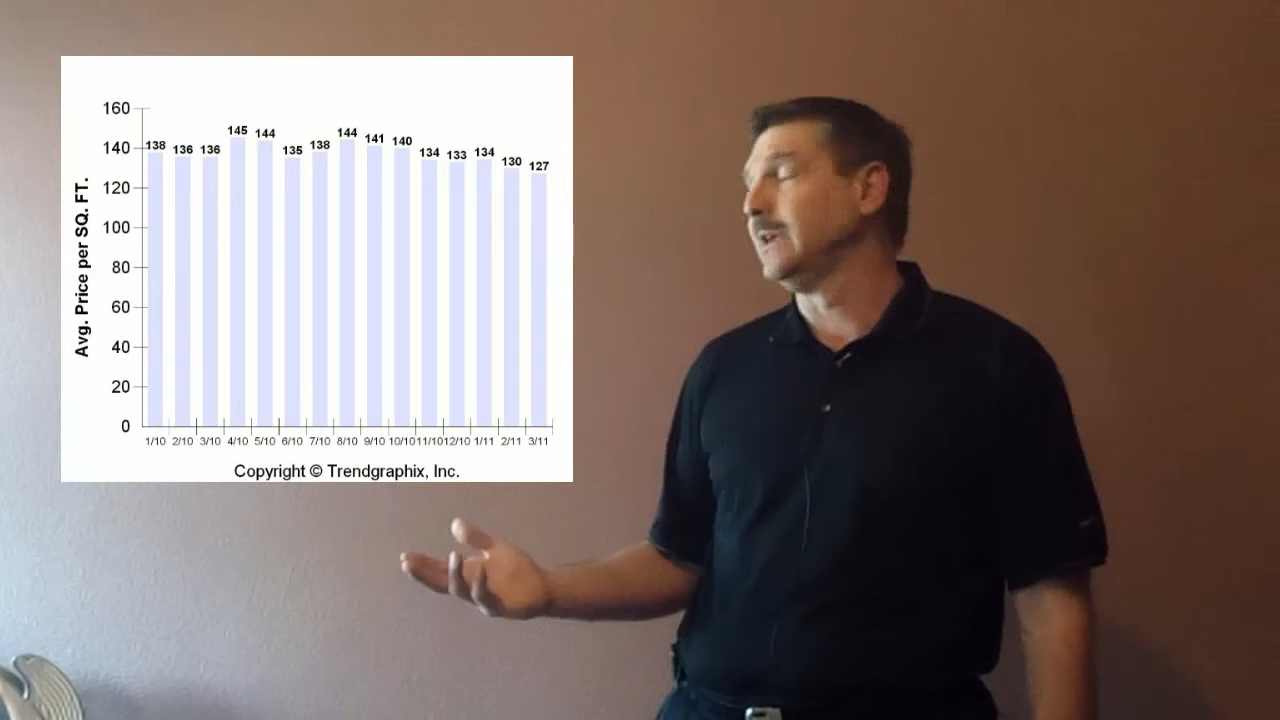 160
140
120
100
80
60
40
20
0
Avg. Price per SQ. FT.
138 136 136 145 144 135 138 144 141 140 134 133 134 130 127
1/10 2/10 3/10 4/10 5/10 6/10 7/10 8/10 9/10 10/10 11/10 12/10 1/11 2/11 3/11
Copyright © Trendgraphix, Inc.